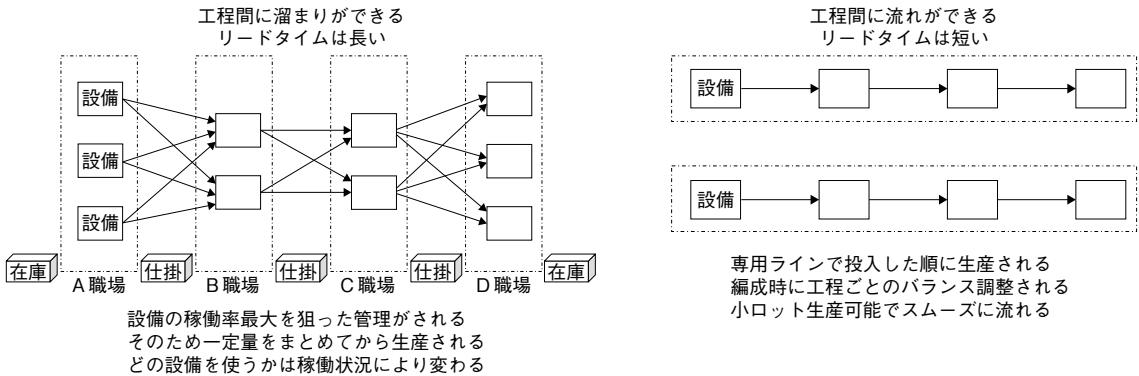 工程間に溜まりができる
リードタイムは長い
設備
設備
設備
在庫
仕掛
仕掛
仕掛
在庫
A職場
B職場
C職場
D職場
設備の稼働率最大を狙った管理がされる
そのため一定量をまとめてから生産される
どの設備を使うかは稼働状況により変わる
工程間に流れができる
リードタイムは短い
設備
設備
専用ラインで投入した順に生産される
編成時に工程ごとのバランス調整される
小ロット生産可能でスムーズに流れる